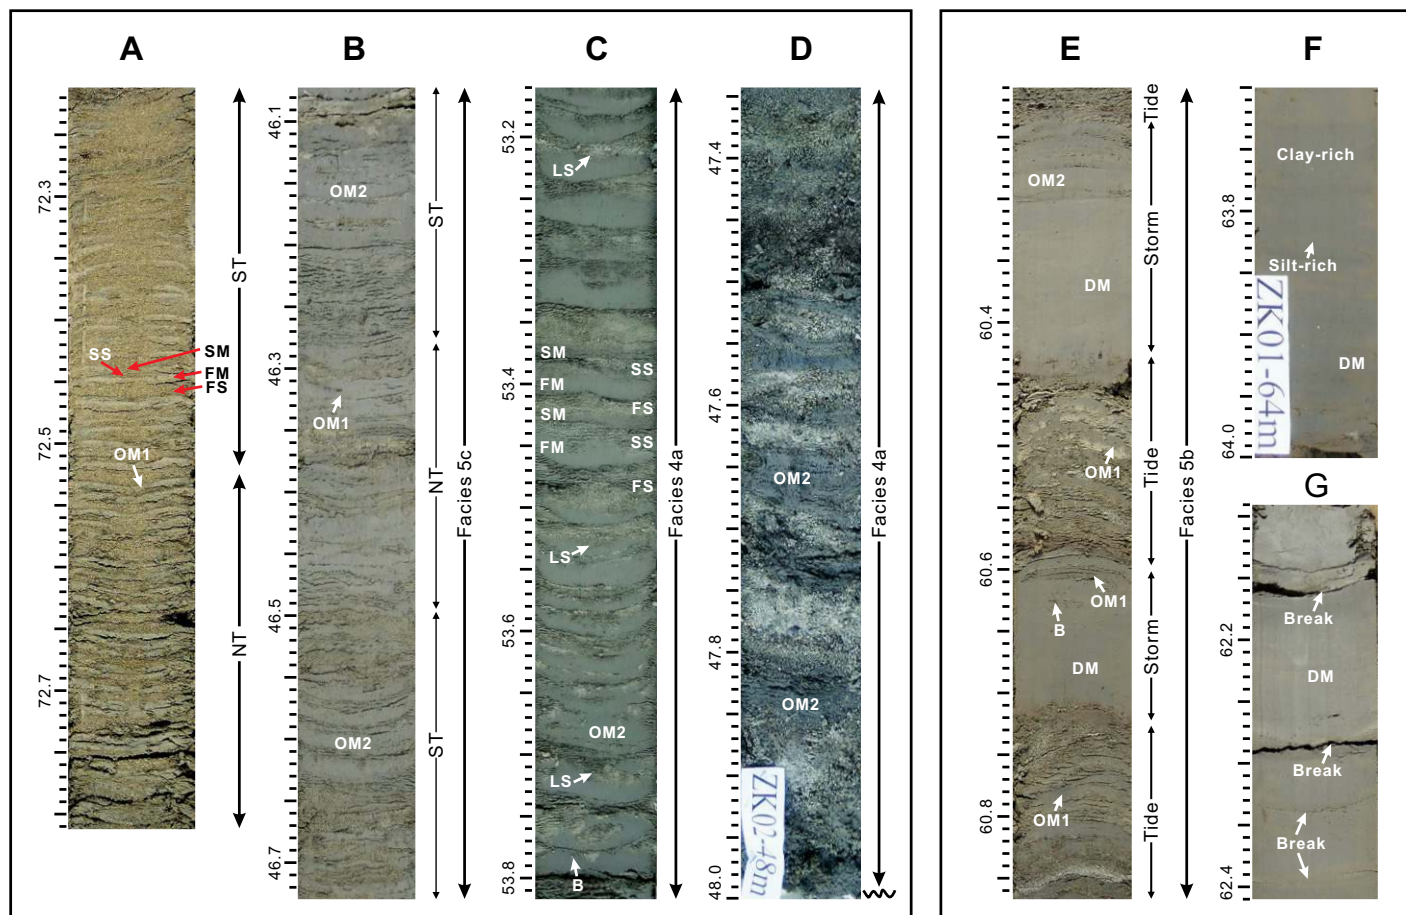 A
B
C
D
E
F
G
72.3
72.5
72.7
SS
SM
FM
FS
OM1
ST
NT
46.1
46.3
46.5
46.7
OM2
OM1
OM2
ST
NT
ST
Facies 5c
53.2
53.4
53.6
53.8
LS
SM
SS
FM
FS
SM
SS
FM
FS
LS
OM2
LS
B
Facies 4a
47.4
47.6
47.8
48.0
OM2
OM2
ZK02-48m
Facies 4a
60.4
60.6
60.8
OM2
DM
OM1
OM1
B
DM
OM1
Tide
Storm
Tide
Storm
Tide
Facies 5b
63.8
64.0
Clay-rich
Silt-rich
DM
ZK01-64m
62.2
62.4
Break
DM
Break
Break